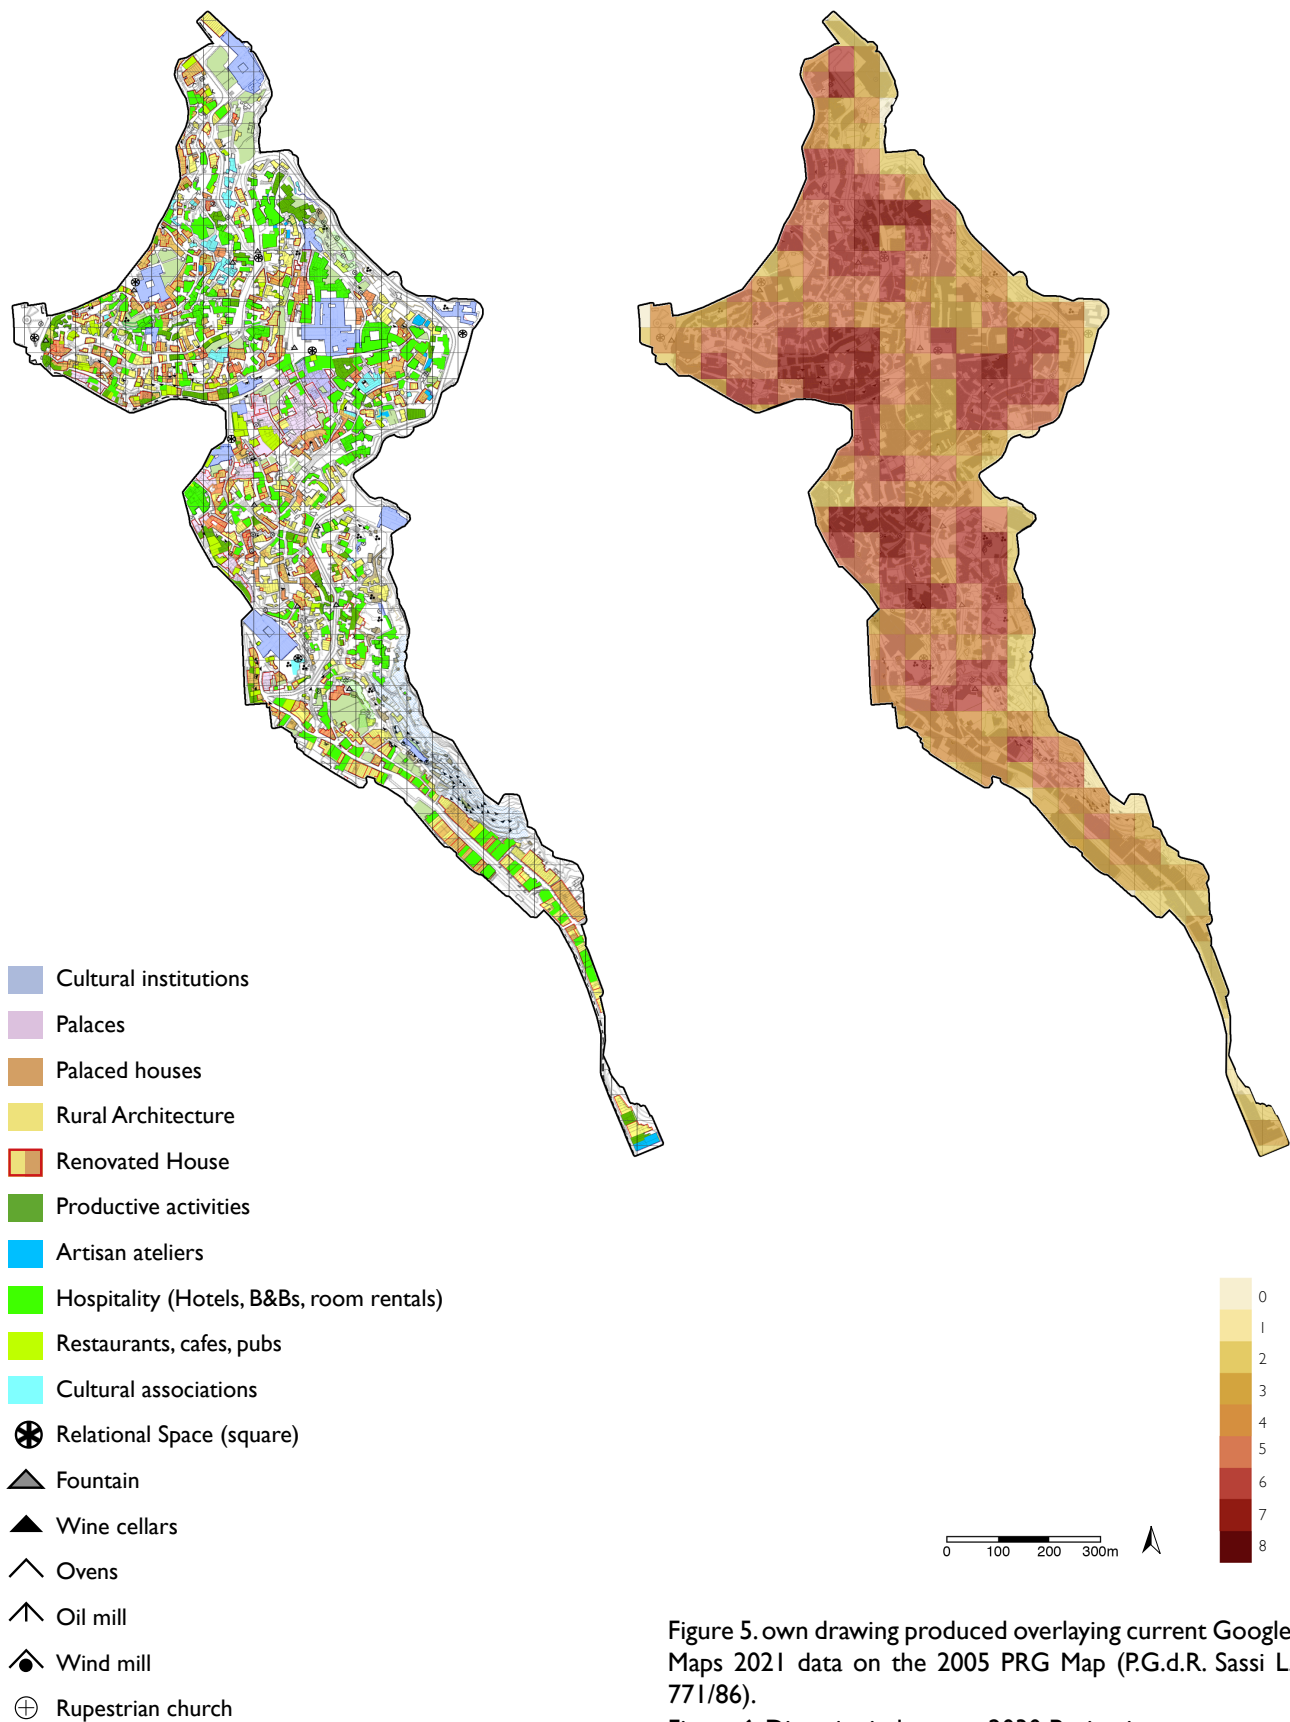 Cultural institutions
Palaces
Palaced houses
Rural Architecture
Renovated House
Productive activities
Artisan ateliers
Hospitality (Hotels, B&Bs, room rentals)
Restaurants, cafes, pubs
Cultural associations
Relational Space (square)
Fountain
Wine cellars
Ovens
Oil mill
Wind mill
Rupestrian church
0
1
2
3
4
5
6
7
8
0 100 200 300m
Figure 5. own drawing produced overlaying current Google
Maps 2021 data on the 2005 PRG Map (P.G.d.R. Sassi L.
771/86).